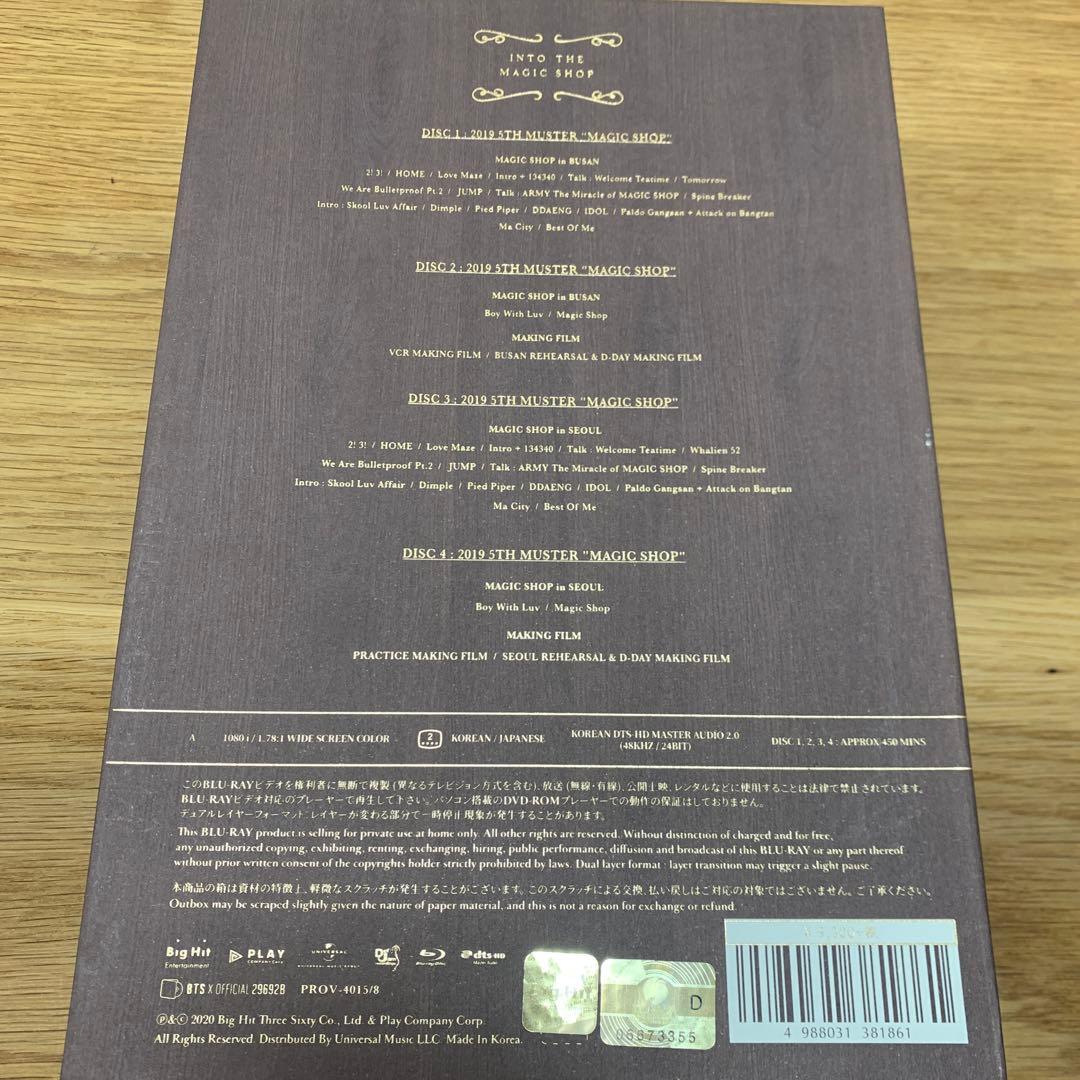 INTO THE
MAGIC SHOP
DISC 1 : 2019 5TH MUSTER "MAGIC SHOP"
MAGIC SHOP in BUSAN
2! 3! / HOME / Love Maze / Intro + 134340 / Talk : Welcome Teatime / Tomorrow
We Are Bulletproof Pt.2 / JUMP / Talk : ARMY The Miracle of MAGIC SHOP / Spine Breaker
Intro : Skool Luv Affair / Dimple / Pied Piper / DDAENG / IDOL / Paldo Gangsan + Attack on Bangtan
Ma City / Best Of Me
DISC 2 : 2019 5TH MUSTER "MAGIC SHOP"
MAGIC SHOP in BUSAN
Boy With Luv / Magic Shop
MAKING FILM
VCR MAKING FILM / BUSAN REHEARSAL & D-DAY MAKING FILM
DISC 3 : 2019 5TH MUSTER "MAGIC SHOP"
MAGIC SHOP in SEOUL
2! 3! / HOME / Love Maze / Intro + 134340 / Talk : Welcome Teatime / Whalien 52
We Are Bulletproof Pt.2 / JUMP / Talk : ARMY The Miracle of MAGIC SHOP / Spine Breaker
Intro : Skool Luv Affair / Dimple / Pied Piper / DDAENG / IDOL / Paldo Gangsan + Attack on Bangtan
Ma City / Best Of Me
DISC 4 : 2019 5TH MUSTER "MAGIC SHOP"
MAGIC SHOP in SEOUL
Boy With Luv / Magic Shop
MAKING FILM
PRACTICE MAKING FILM / SEOUL REHEARSAL & D-DAY MAKING FILM
A 1080 i / 1.78:1 WIDE SCREEN COLOR 2 KOREAN / JAPANESE KOREAN DTS-HD MASTER AUDIO 2.0 (48KHZ / 24BIT) DISC 1, 2, 3, 4 : APPROX 450 MINS
このBLU-RAYビデオを権利者に無断で複製(異なるテレビジョン方式を含む)、放送(無線・有線)、公開上映、レンタルなどに使用することは法律で禁止されています。
BLU-RAYビデオ対応のプレーヤーで再生して下さい。パソコン搭載のDVD-ROMプレーヤーでの動作の保証はしておりません。
デュアルレイヤーフォーマット:レイヤーが変わる部分で一時停止現象が発生することがあります。
This BLU-RAY product is selling for private use at home only. All other rights are reserved. Without distinction of charged and for free,
any unauthorized copying, exhibiting, renting, exchanging, hiring, public performance, diffusion and broadcast of this BLU-RAY or any part thereof
without prior written consent of the copyrights holder strictly prohibited by laws. Dual layer format : layer transition may trigger a slight pause.
本商品の箱は資材の特徴上、軽微なスクラッチが発生することがございます。このスクラッチによる交換、払い戻しはご対応の対象ではございません。ご了承ください。
Outbox may be scraped slightly given the nature of paper material, and this is not a reason for exchange or refund.
Big Hit Entertainment PLAY COMPANY Corp. UNIVERSAL UNIVERSAL MUSIC GROUP Def Jam Blu-ray Disc dts HD Master Audio
BTS X OFFICIAL 29692B PROV-4015/8
℗&© 2020 Big Hit Three Sixty Co., Ltd. & Play Company Corp.
All Rights Reserved. Distributed By Universal Music LLC. Made In Korea.
D
05873355
4 988031 381861